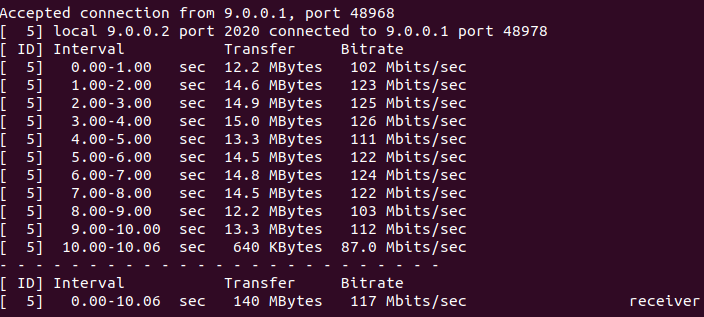 Accepted connection from 9.0.0.1, port 48968
[  5] local 9.0.0.2 port 2020 connected to 9.0.0.1 port 48978
[ ID] Interval           Transfer     Bitrate
[  5]   0.00-1.00   sec  12.2 MBytes   102 Mbits/sec
[  5]   1.00-2.00   sec  14.6 MBytes   123 Mbits/sec
[  5]   2.00-3.00   sec  14.9 MBytes   125 Mbits/sec
[  5]   3.00-4.00   sec  15.0 MBytes   126 Mbits/sec
[  5]   4.00-5.00   sec  13.3 MBytes   111 Mbits/sec
[  5]   5.00-6.00   sec  14.5 MBytes   122 Mbits/sec
[  5]   6.00-7.00   sec  14.8 MBytes   124 Mbits/sec
[  5]   7.00-8.00   sec  14.5 MBytes   122 Mbits/sec
[  5]   8.00-9.00   sec  12.2 MBytes   103 Mbits/sec
[  5]   9.00-10.00  sec  13.3 MBytes   112 Mbits/sec
[  5]  10.00-10.06  sec   640 KBytes  87.0 Mbits/sec
- - - - - - - - - - - - - - - - - - - - - - - - -
[ ID] Interval           Transfer     Bitrate
[  5]   0.00-10.06  sec   140 MBytes   117 Mbits/sec                  receiver